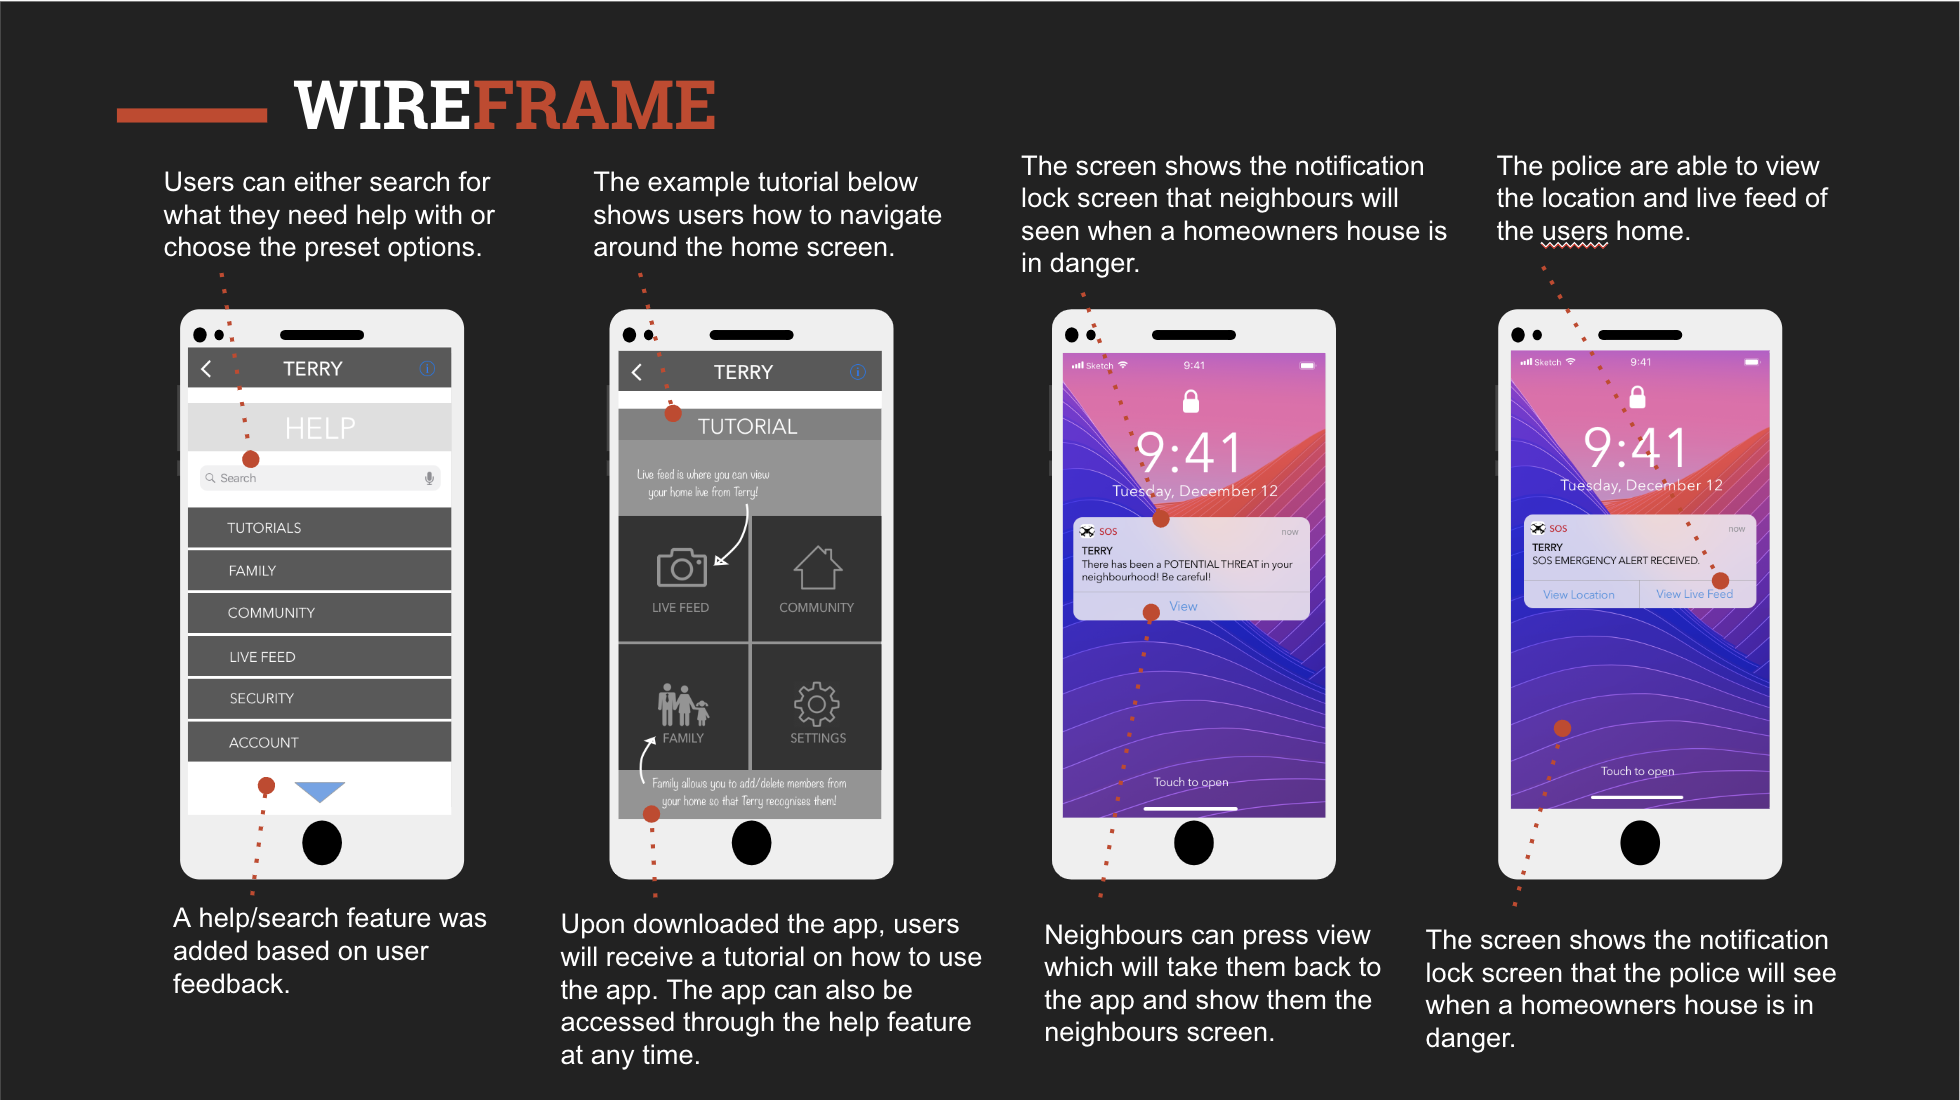 WIREFRAME
Users can either search for
what they need help with or
choose the preset options.
The example tutorial below
shows users how to navigate
around the home screen.
The screen shows the notification
lock screen that neighbours will
seen when a homeowners house is
in danger.
The police are able to view
the location and live feed of
the users home.
TERRY
HELP
Search
TUTORIALS
FAMILY
COMMUNITY
LIVE FEED
SECURITY
ACCOUNT
TERRY
TUTORIAL
Live feed is where you can view
your home live from Terry!
LIVE FEED
COMMUNITY
FAMILY
SETTINGS
Family allows you to add/delete members from
your home so that Terry recognises them!
Sketch
9:41
9:41
Tuesday, December 12
SOS
now
TERRY
There has been a POTENTIAL THREAT in your
neighbourhood! Be careful!
View
Touch to open
Sketch
9:41
9:41
Tuesday, December 12
SOS
now
TERRY
SOS EMERGENCY ALERT RECEIVED.
View Location
View Live Feed
Touch to open
A help/search feature was
added based on user
feedback.
Upon downloaded the app, users
will receive a tutorial on how to use
the app. The app can also be
accessed through the help feature
at any time.
Neighbours can press view
which will take them back to
the app and show them the
neighbours screen.
The screen shows the notification
lock screen that the police will see
when a homeowners house is in
danger.